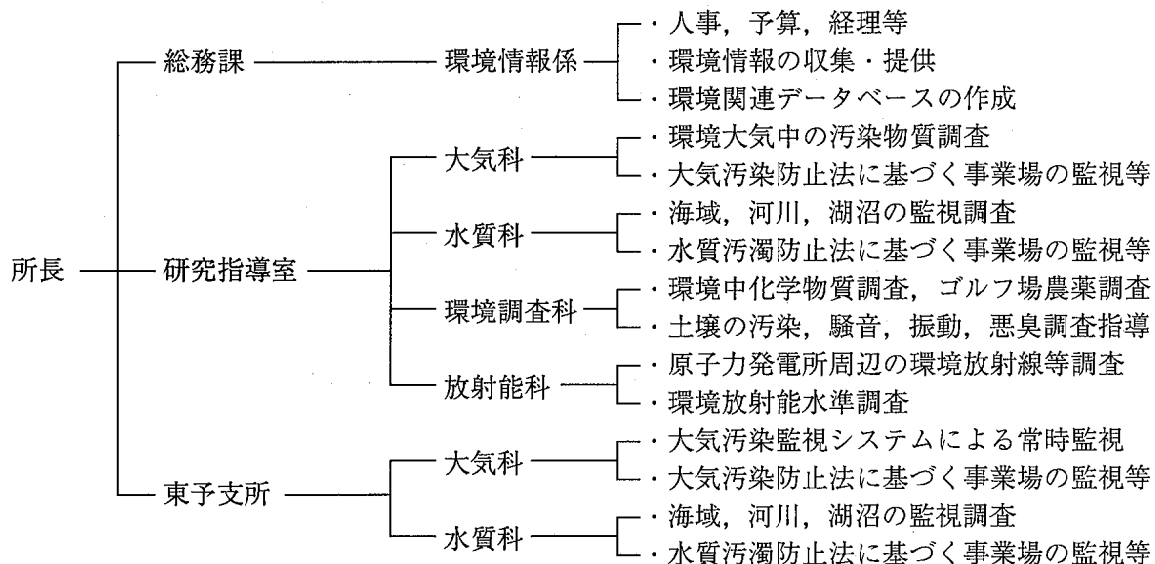 ・人事，予算，経理等
総務課
環境情報係
・環境情報の収集・提供
・環境関連データベースの作成
・環境大気中の汚染物質調査
大気科
・大気汚染防止法に基づく事業場の監視等
・海域，河川，湖沼の監視調査
水質科
・水質汚濁防止法に基づく事業場の監視等
所長
研究指導室
・環境中化学物質調査，ゴルフ場農薬調査
環境調査科
・土壌の汚染，騒音，振動，悪臭調査指導
・原子力発電所周辺の環境放射線等調査
放射能科
・環境放射能水準調査
・大気汚染監視システムによる常時監視
大気科
・大気汚染防止法に基づく事業場の監視等
東予支所
・海域，河川，湖沼の監視調査
水質科
・水質汚濁防止法に基づく事業場の監視等